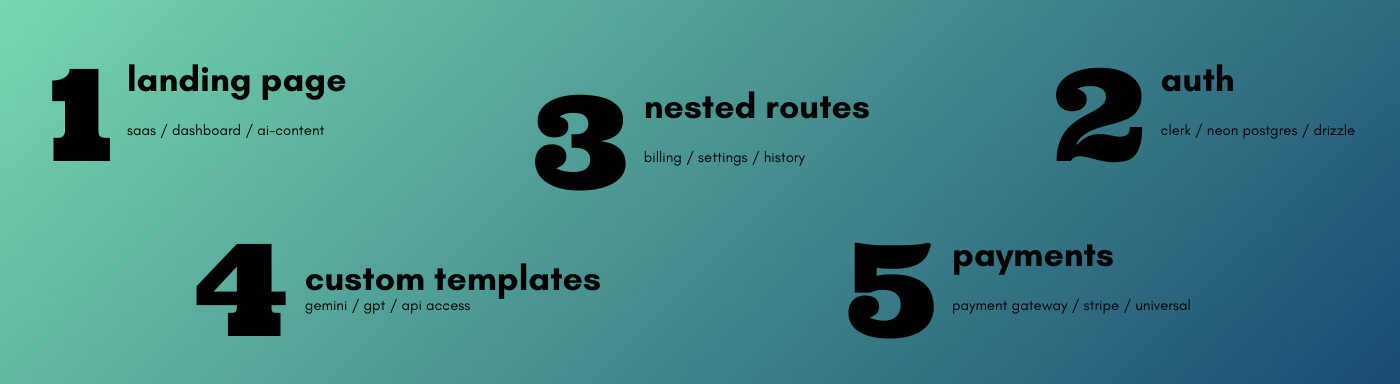 1
landing page
saas / dashboard / ai-content
3
nested routes
billing / settings / history
2
auth
clerk / neon postgres / drizzle
4
custom templates
gemini / gpt / api access
5
payments
payment gateway / stripe / universal